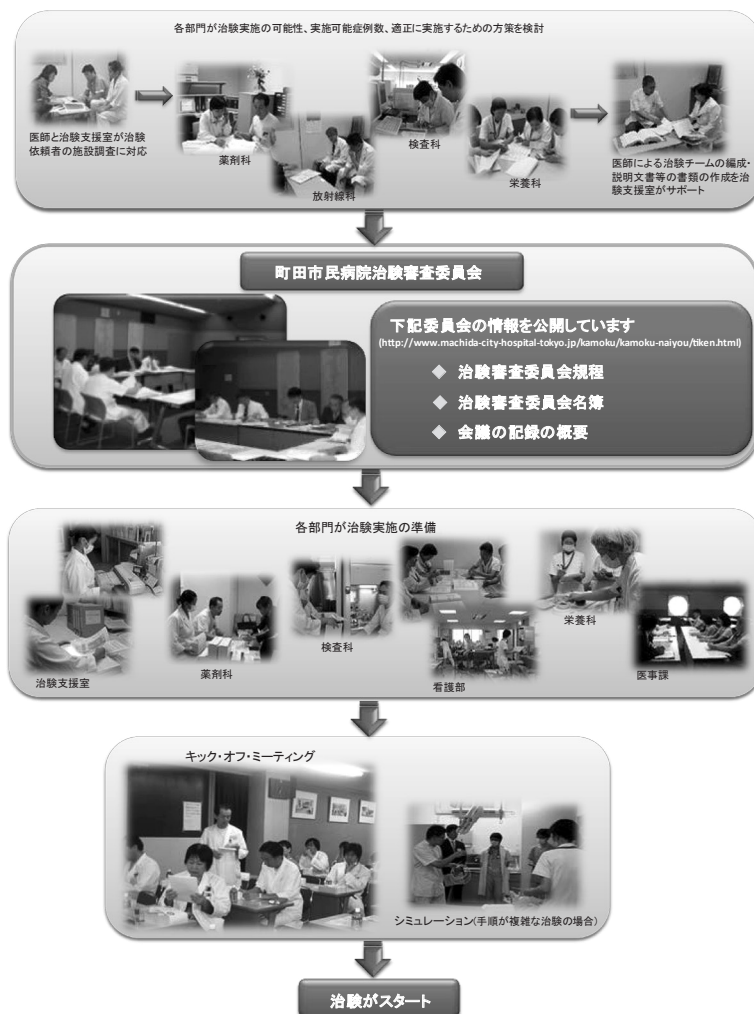 各部門が治験実施の可能性、実施可能症例数、適正に実施するための方策を検討
医師と治験支援室が治験
依頼者の施設調査に対応
薬剤科
放射線科
検査科
栄養科
医師による治験チームの編成・
説明文書等の書類の作成を治
験支援室がサポート
町田市民病院治験審査委員会
下記委員会の情報を公開しています
(http://www.machida-city-hospital-tokyo.jp/kamoku/kamoku-naiyou/tiken.html)
◆ 治験審査委員会規程
◆ 治験審査委員会名簿
◆ 会議の記録の概要
各部門が治験実施の準備
治験支援室
薬剤科
検査科
看護部
栄養科
医事課
キック・オフ・ミーティング
シミュレーション(手順が複雑な治験の場合)
治験がスタート